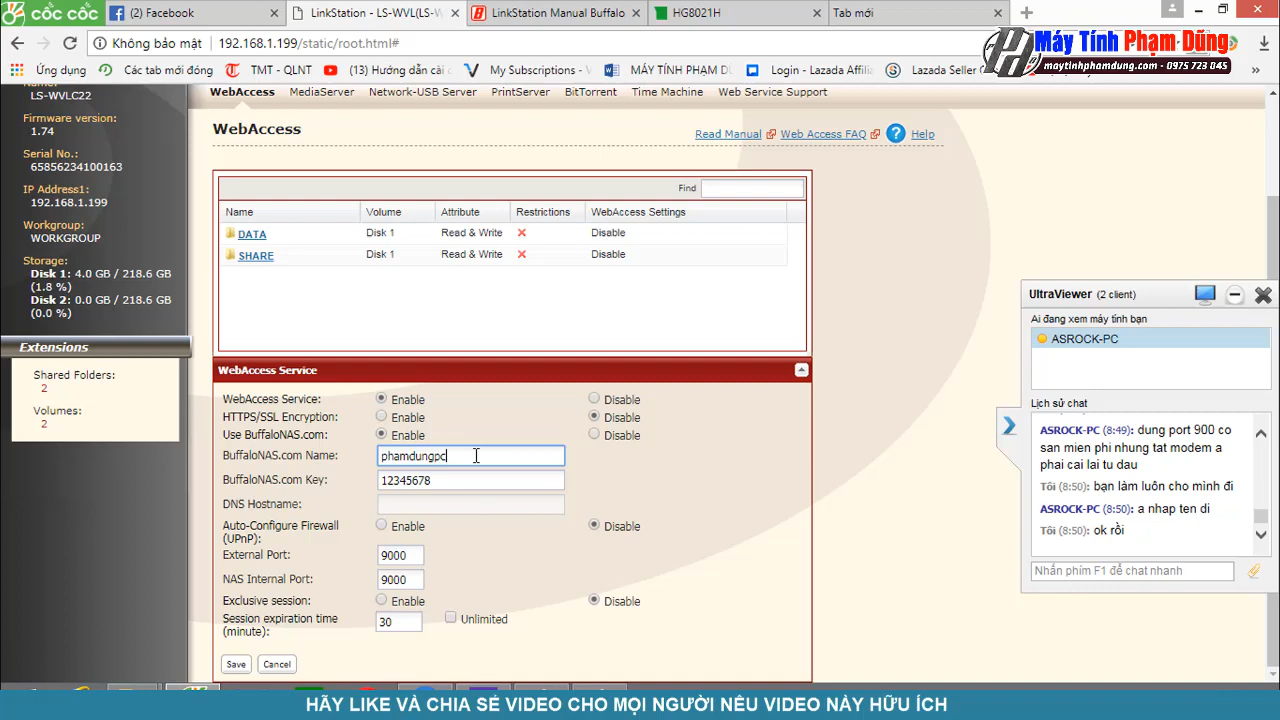 cốc cốc
(2) Facebook
LinkStation - LS-WVL(LS-W
LinkStation Manual Buffalo
HG8021H
Tab mới
Không bảo mật
192.168.1.199/static/root.html#
Máy Tính Phạm Dũng
maytinhphamdung.com - 0975 723 045
Ứng dụng
Các tab mới đóng
TMT - QLNT
(13) Hướng dẫn cài
My Subscriptions -
MÁY TÍNH PHẠM D
Login - Lazada Affilia
Lazada Seller C
LS-WVLC22
Firmware version:
1.74
Serial No.:
65856234100163
IP Address1:
192.168.1.199
Workgroup:
WORKGROUP
Storage:
Disk 1: 4.0 GB / 218.6 GB
(1.8 %)
Disk 2: 0.0 GB / 218.6 GB
(0.0 %)
Extensions
Shared Folders:
2
Volumes:
2
WebAccess MediaServer Network-USB Server PrintServer BitTorrent Time Machine Web Service Support
WebAccess
Read Manual Web Access FAQ ? Help
Find
Name Volume Attribute Restrictions WebAccess Settings
DATA Disk 1 Read & Write Disable
SHARE Disk 1 Read & Write Disable
WebAccess Service
WebAccess Service: Enable Disable
HTTPS/SSL Encryption: Enable Disable
Use BuffaloNAS.com: Enable Disable
BuffaloNAS.com Name: phamdungpc
BuffaloNAS.com Key: 12345678
DNS Hostname:
Auto-Configure Firewall Enable Disable
(UPnP):
External Port: 9000
NAS Internal Port: 9000
Exclusive session: Enable Disable
Session expiration time 30 Unlimited
(minute):
Save Cancel
UltraViewer (2 client)
Ai đang xem máy tính bạn
ASROCK-PC
Lịch sử chat
ASROCK-PC (8:49): dung port 900 co
san mien phi nhung tat modem a
phai cai lai tu dau
Tôi (8:50): bạn làm luôn cho mình đi
ASROCK-PC (8:50): a nhap ten di
Tôi (8:50): ok rồi
Nhấn phím F1 để chat nhanh
HÃY LIKE VÀ CHIA SẺ VIDEO CHO MỌI NGƯỜI NẾU VIDEO NÀY HỮU ÍCH